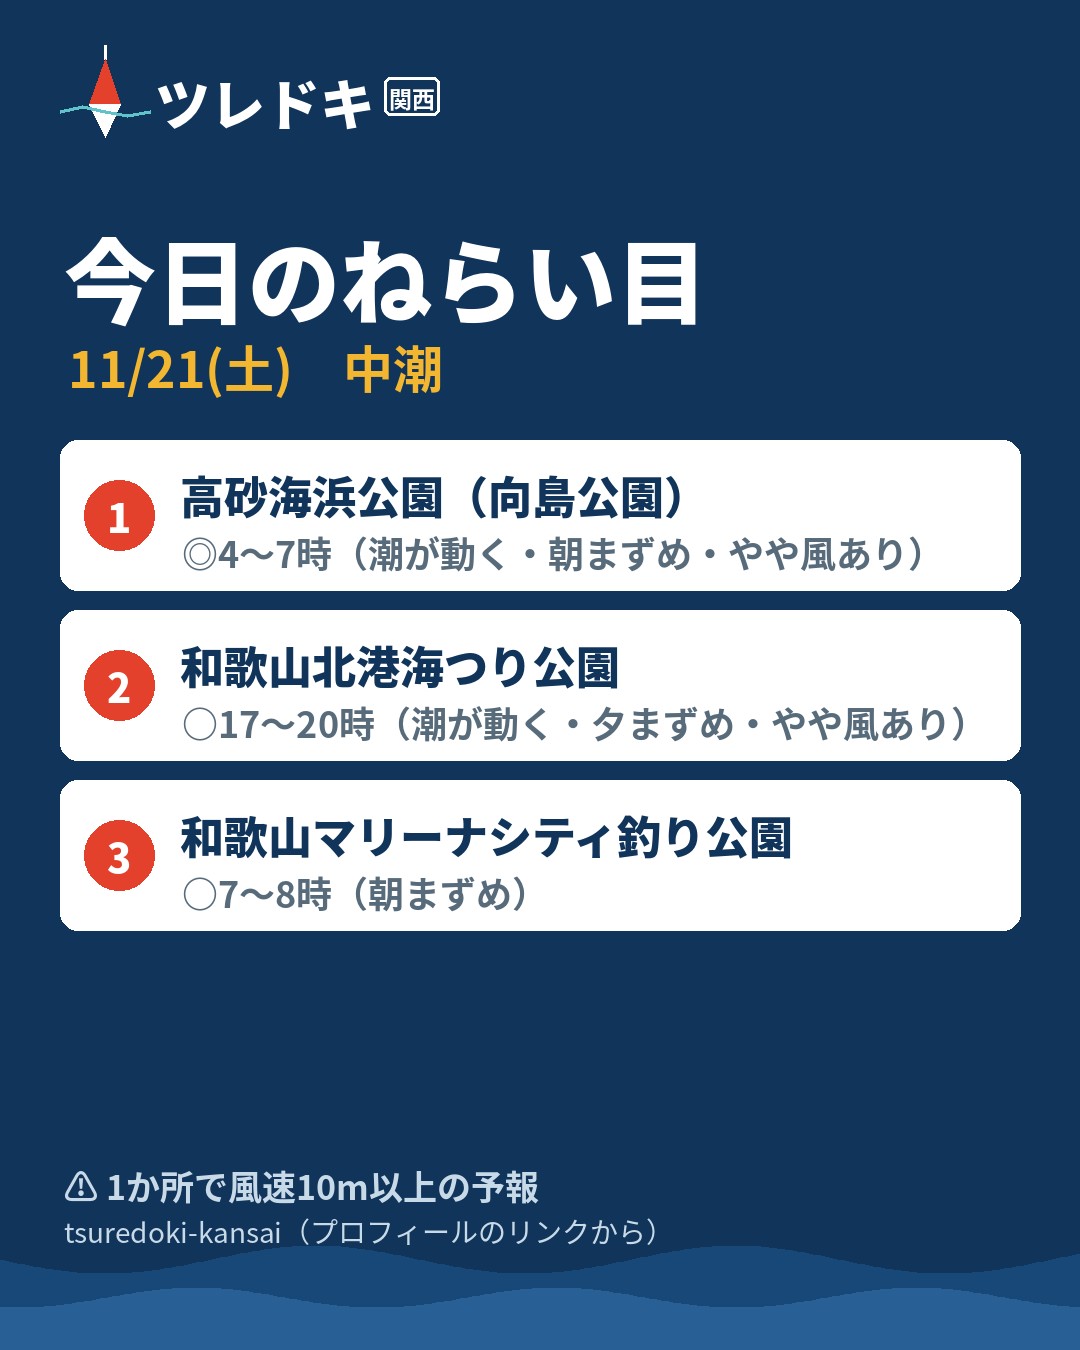 ツレドキ 関西
今日のねらい目
11/21(土)　中潮
1 高砂海浜公園（向島公園）
◎4〜7時（潮が動く・朝まずめ・やや風あり）
2 和歌山北港海つり公園
○17〜20時（潮が動く・夕まずめ・やや風あり）
3 和歌山マリーナシティ釣り公園
○7〜8時（朝まずめ）
⚠ 1か所で風速10m以上の予報
tsuredoki-kansai（プロフィールのリンクから）